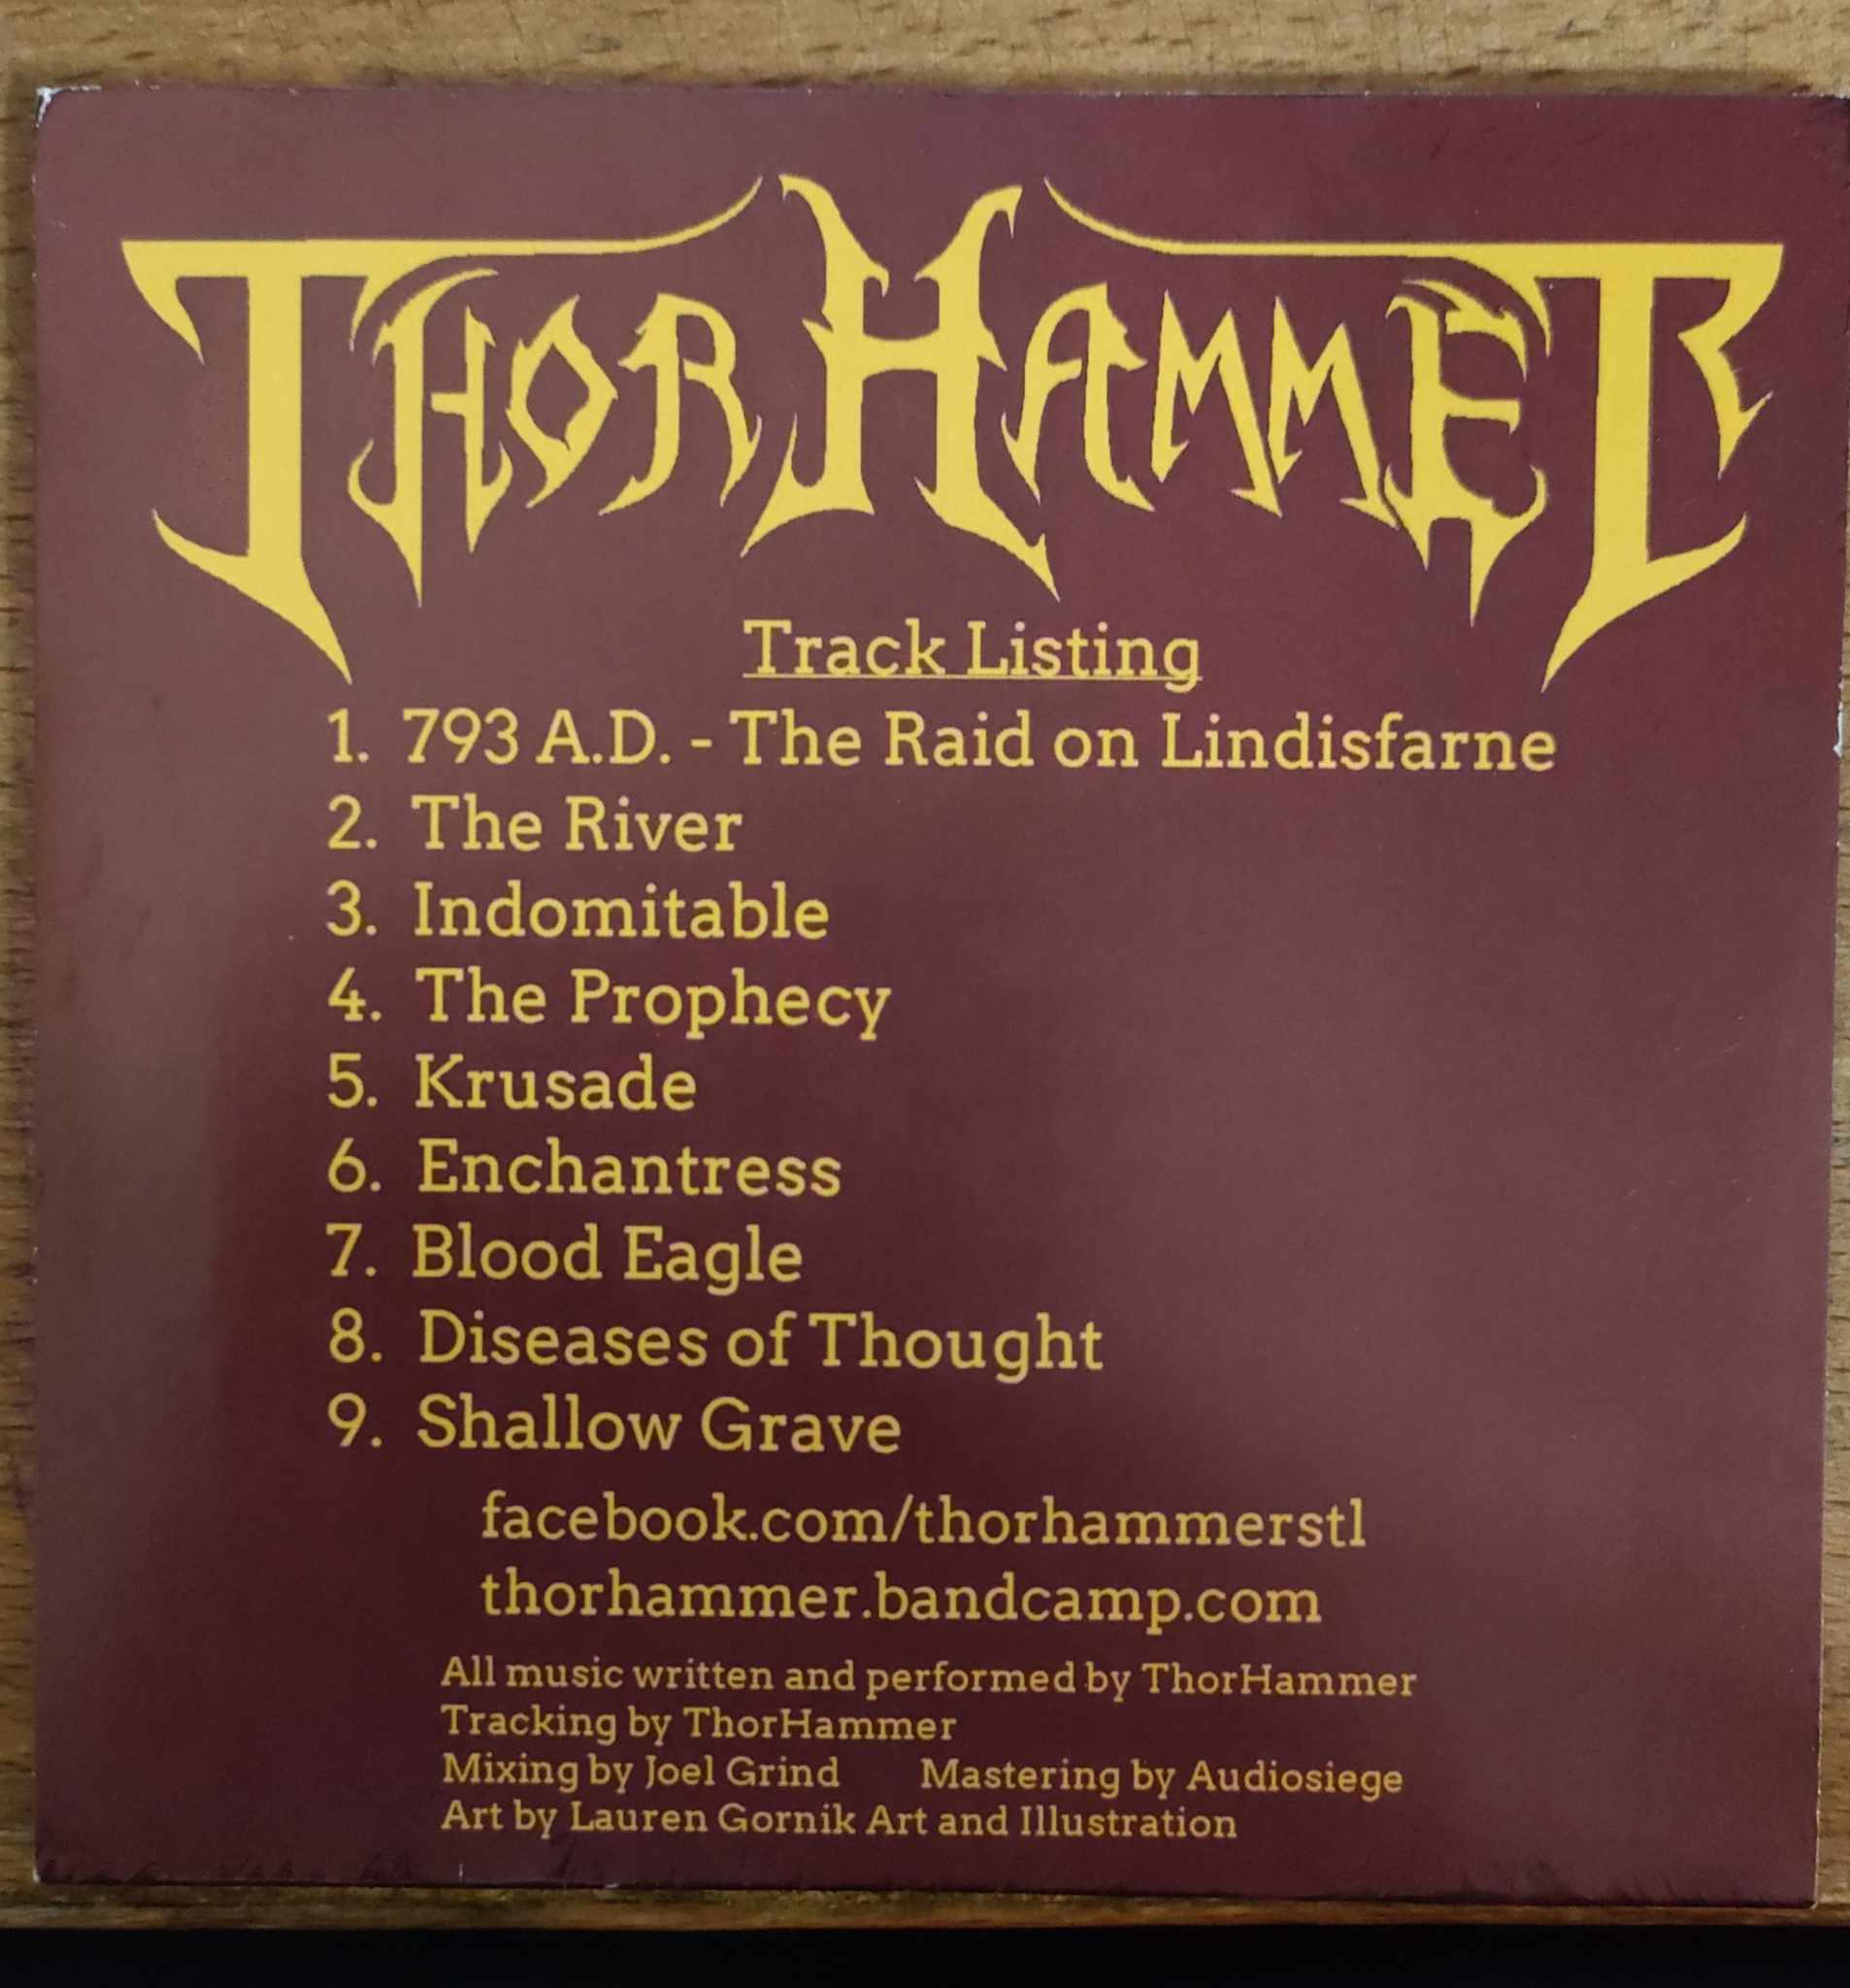 ThorHammer
Track Listing
1. 793 A.D. - The Raid on Lindisfarne
2. The River
3. Indomitable
4. The Prophecy
5. Krusade
6. Enchantress
7. Blood Eagle
8. Diseases of Thought
9. Shallow Grave
facebook.com/thorhammerstl
thorhammer.bandcamp.com
All music written and performed by ThorHammer
Tracking by ThorHammer
Mixing by Joel Grind Mastering by Audiosiege
Art by Lauren Gornik Art and Illustration